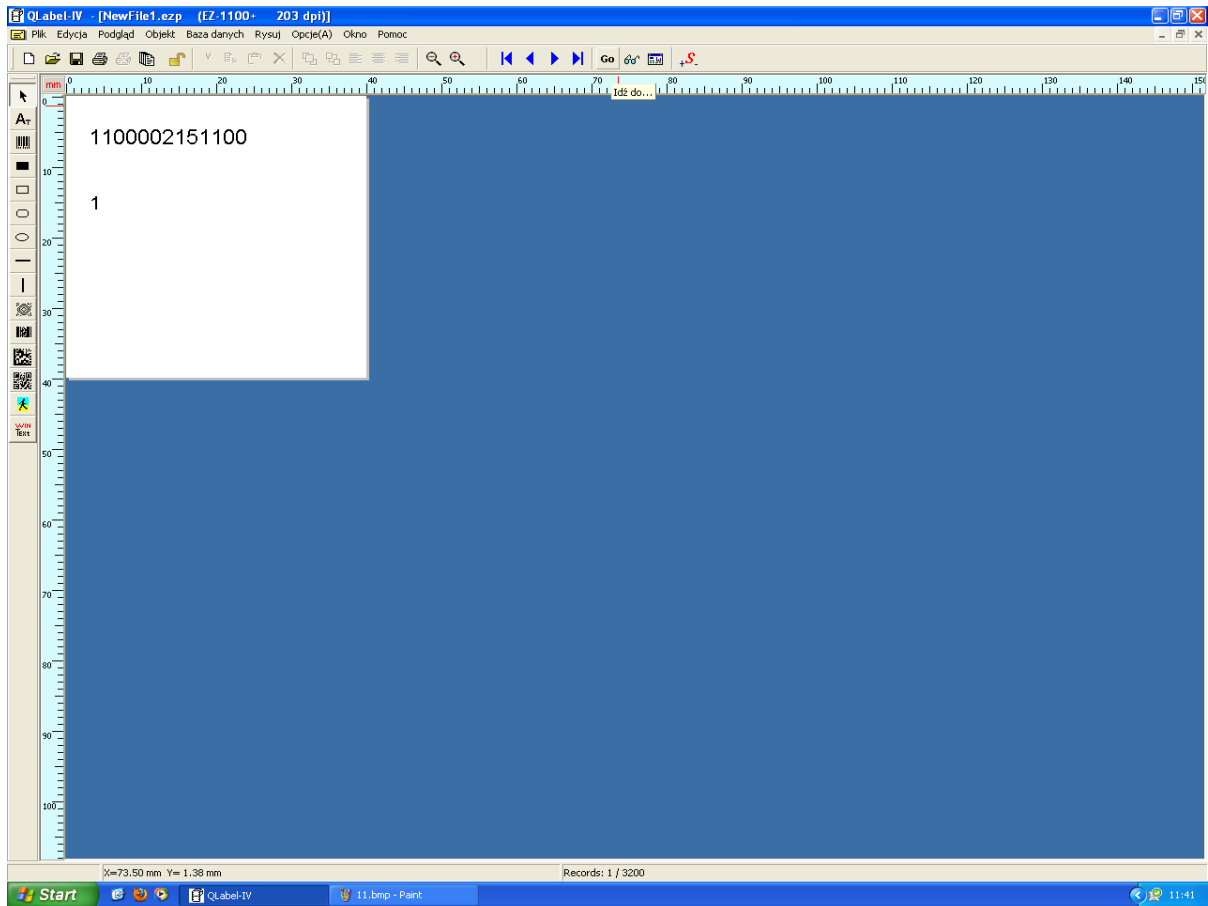 QLabel-IV - [NewFile1.ezp (EZ-1100+ 203 dpi)]
Plik Edycja Podgląd Objekt Baza danych Rysuj Opcje(A) Okno Pomoc
Go +S-
mm 0 10 20 30 40 50 60 70 80 90 100 110 120 130 140 150
Idź do...
0
A T
1100002151100
10
1
20
30
40
WIN
Text
50
60
70
80
90
100
X=73.50 mm Y= 1.38 mm Records: 1 / 3200
Start QLabel-IV 11.bmp - Paint 11:41